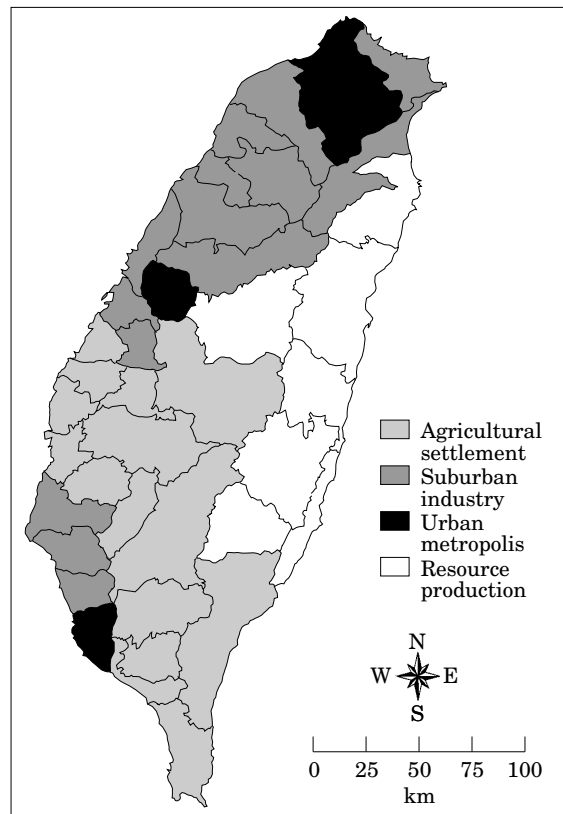 Agricultural
settlement
Suburban
industry
Urban
metropolis
Resource
production
N
W E
S
0 25 50 75 100
km